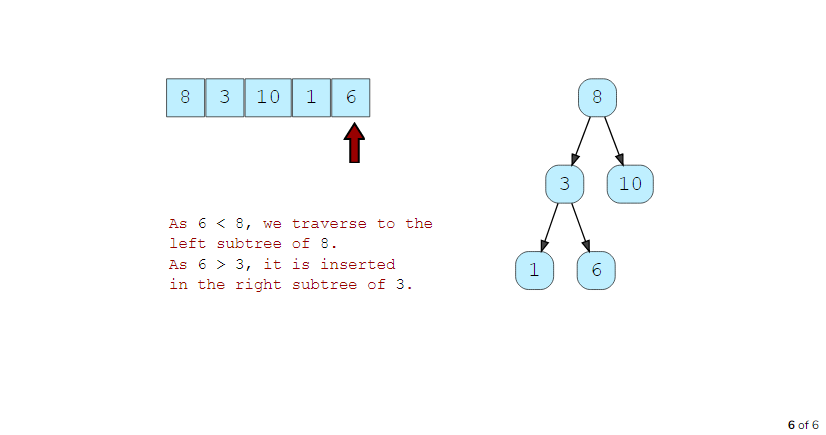 8 3 10 1 6
As 6 < 8, we traverse to the
left subtree of 8.
As 6 > 3, it is inserted
in the right subtree of 3.
8
3 10
1 6
6 of 6